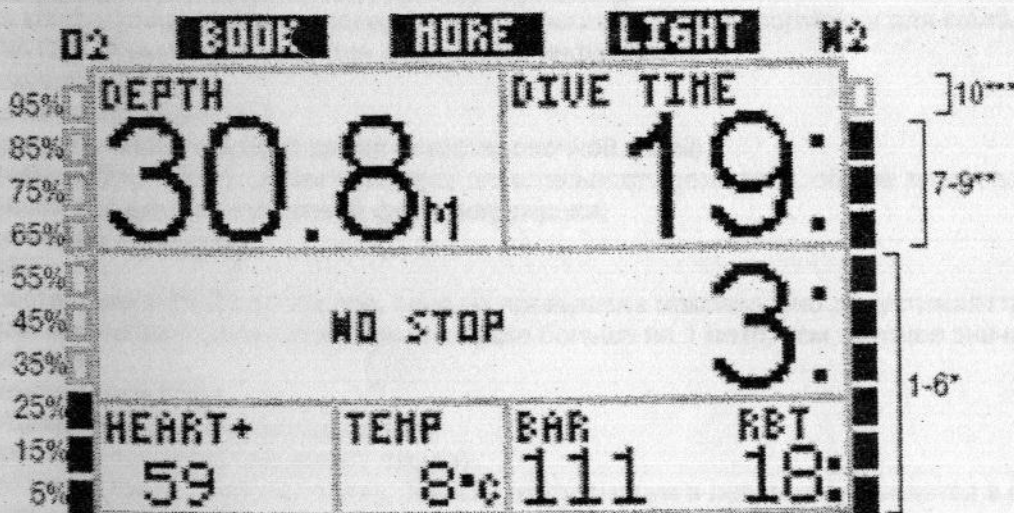 O2 BOOK MORE LIGHT N2
DEPTH DIVE TIME
95% 10***
30.8M 19:
85%
75% 7-9**
65%
55%
NO STOP 3:
45%
35% 1-6*
25%
HEART+ TEMP BAR RBT
15%
59 8°C 111 18:
5%